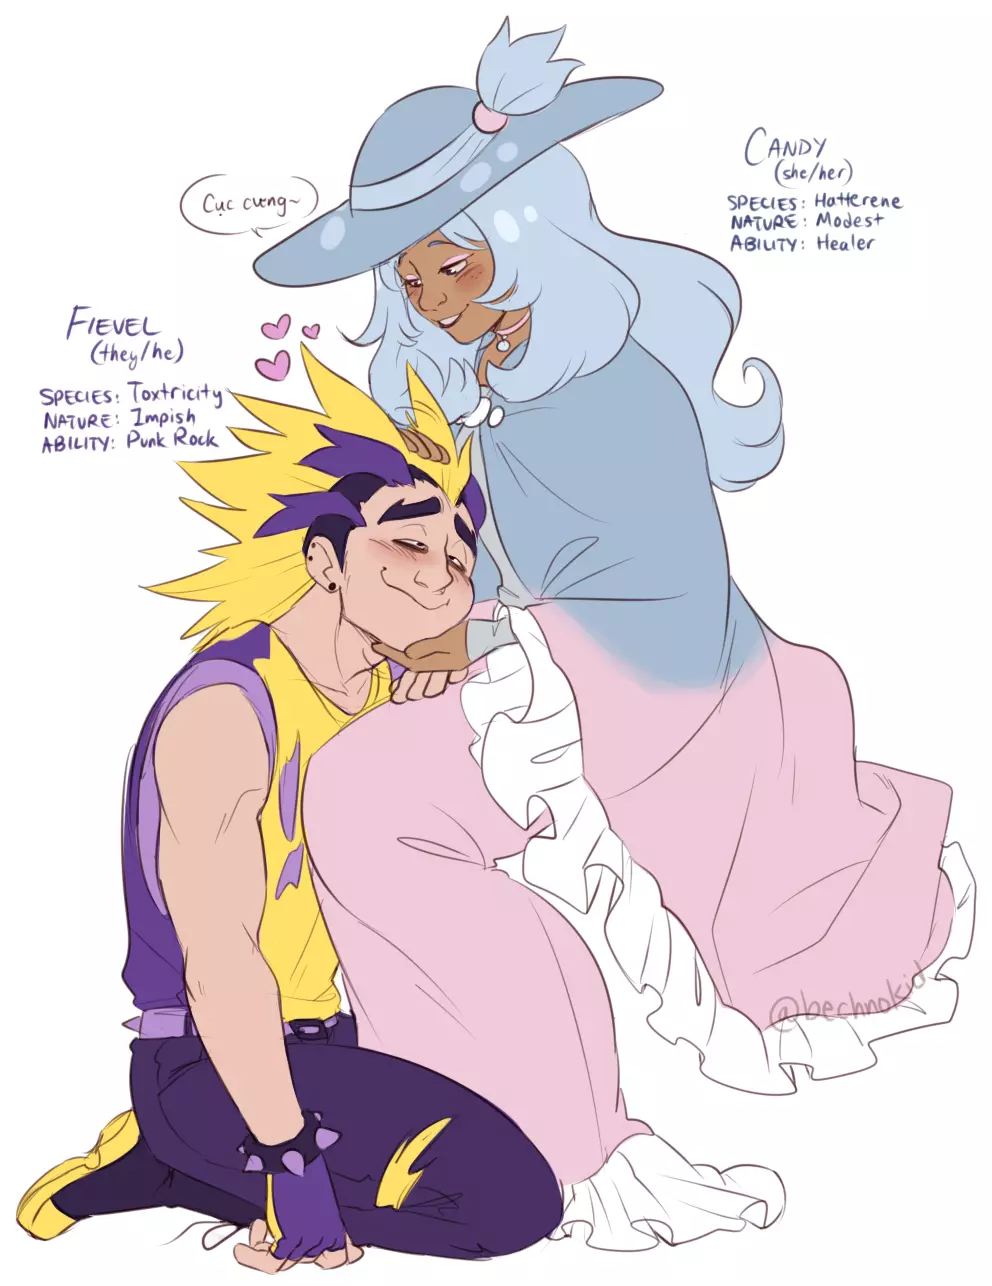 CANDY
(she/her)
SPECIES: Hatterene
NATURE: Modest
ABILITY: Healer
Cục cưng~
FIEVEL
(they/he)
SPECIES: Toxtricity
NATURE: Impish
ABILITY: Punk Rock
@bechnokid